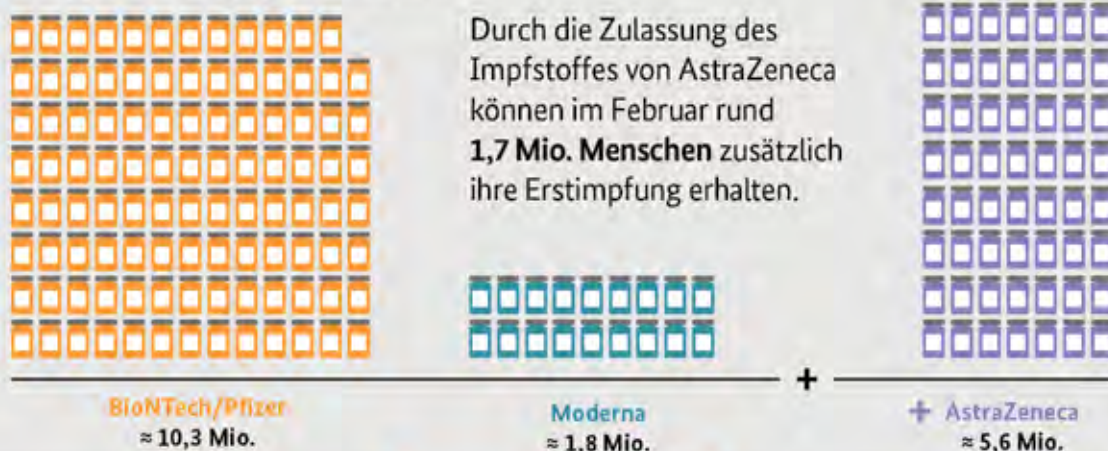 Durch die Zulassung des
Impfstoffes von AstraZeneca
können im Februar rund
1,7 Mio. Menschen zusätzlich
ihre Erstimpfung erhalten.
+
BioNTech/Pfizer
≈ 10,3 Mio.
Moderna
≈ 1,8 Mio.
+ AstraZeneca
≈ 5,6 Mio.